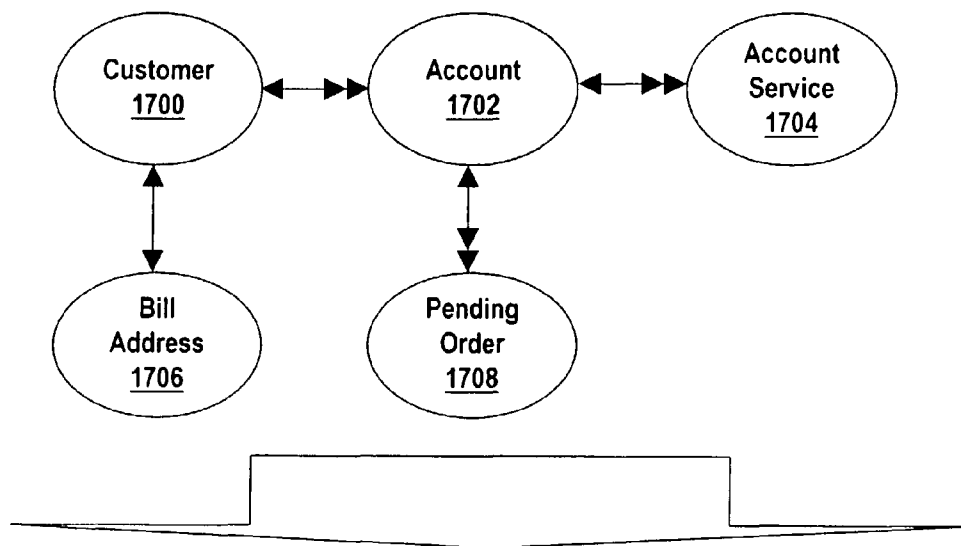 Customer
1700
Account
1702
Account
Service
1704
Bill
Address
1706
Pending
Order
1708